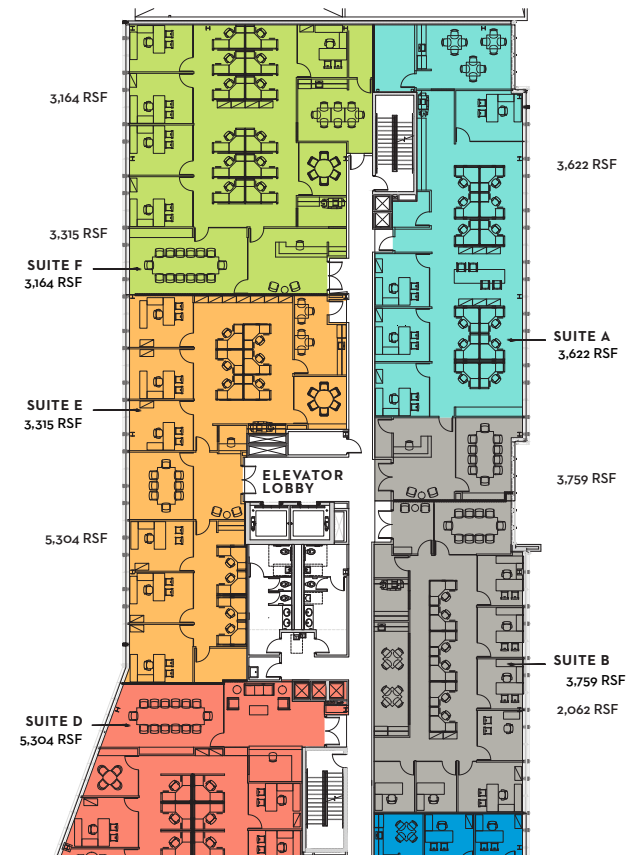 3,164 RSF
3,622 RSF
3,315 RSF
SUITE F
3,164 RSF
SUITE A
3,622 RSF
SUITE E
3,315 RSF
ELEVATOR
LOBBY
3,759 RSF
5,304 RSF
SUITE B
3,759 RSF
2,062 RSF
SUITE D
5,304 RSF